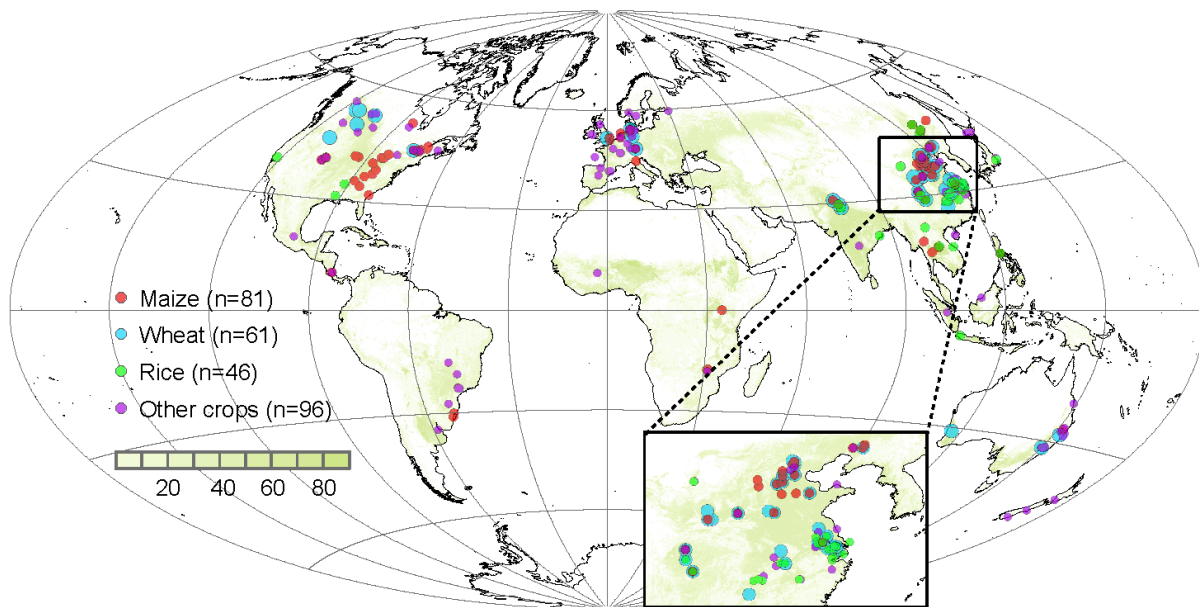 Maize (n=81)
Wheat (n=61)
Rice (n=46)
Other crops (n=96)
20 40 60 80